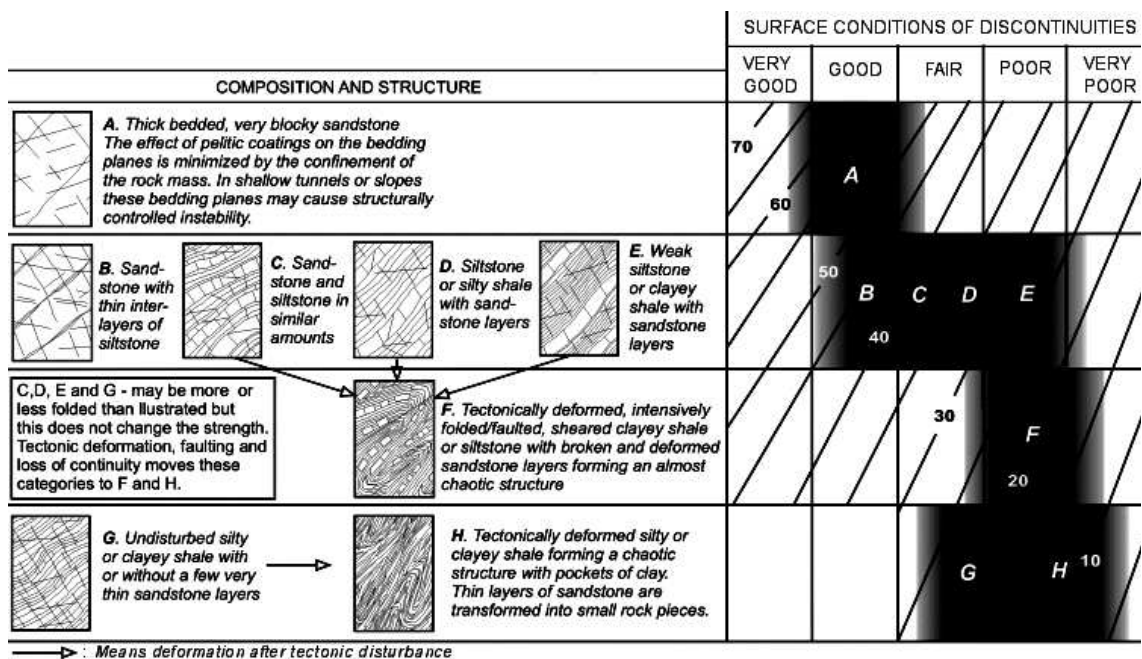 SURFACE CONDITIONS OF DISCONTINUITIES
VERY
GOOD
GOOD
FAIR
POOR
VERY
POOR
COMPOSITION AND STRUCTURE
A. Thick bedded, very blocky sandstone
The effect of pelitic coatings on the bedding
planes is minimized by the confinement of
the rock mass. In shallow tunnels or slopes
these bedding planes may cause structurally
controlled instability.
70
60
A
B. Sand-
stone with
thin inter-
layers of
siltstone
C. Sand-
stone and
siltstone in
similar
amounts
D. Siltstone
or silty shale
with sand-
stone layers
E. Weak
siltstone
or clayey
shale with
sandstone
layers
50
B
C
D
E
40
C,D, E and G - may be more or
less folded than Illustrated but
this does not change the strength.
Tectonic deformation, faulting and
loss of continuity moves these
categories to F and H.
F. Tectonically deformed, intensively
folded/faulted, sheared clayey shale
or siltstone with broken and deformed
sandstone layers forming an almost
chaotic structure
30
F
20
G. Undisturbed silty
or clayey shale with
or without a few very
thin sandstone layers
H. Tectonically deformed silty or
clayey shale forming a chaotic
structure with pockets of clay.
Thin layers of sandstone are
transformed into small rock pieces.
G
H
10
: Means deformation after tectonic disturbance